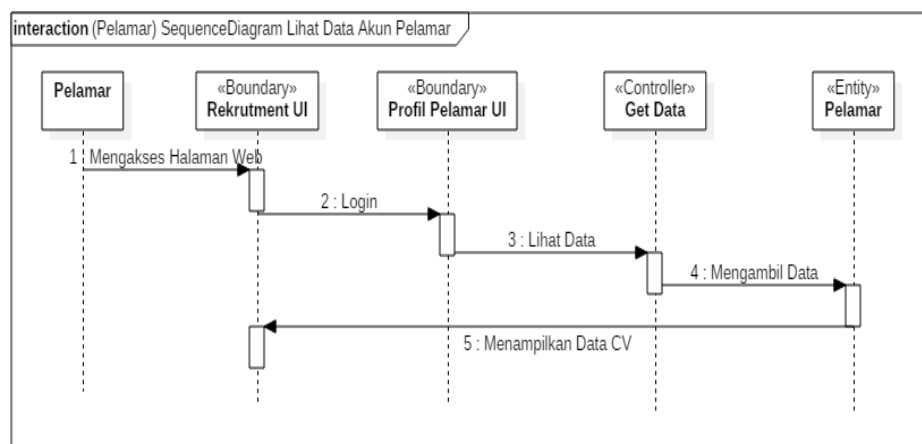 interaction (Pelamar) SequenceDiagram Lihat Data Akun Pelamar
Pelamar
«Boundary»
Rekrutment UI
«Boundary»
Profil Pelamar UI
«Controller»
Get Data
«Entity»
Pelamar
1 : Mengakses Halaman Web
2 : Login
3 : Lihat Data
4 : Mengambil Data
5 : Menampilkan Data CV